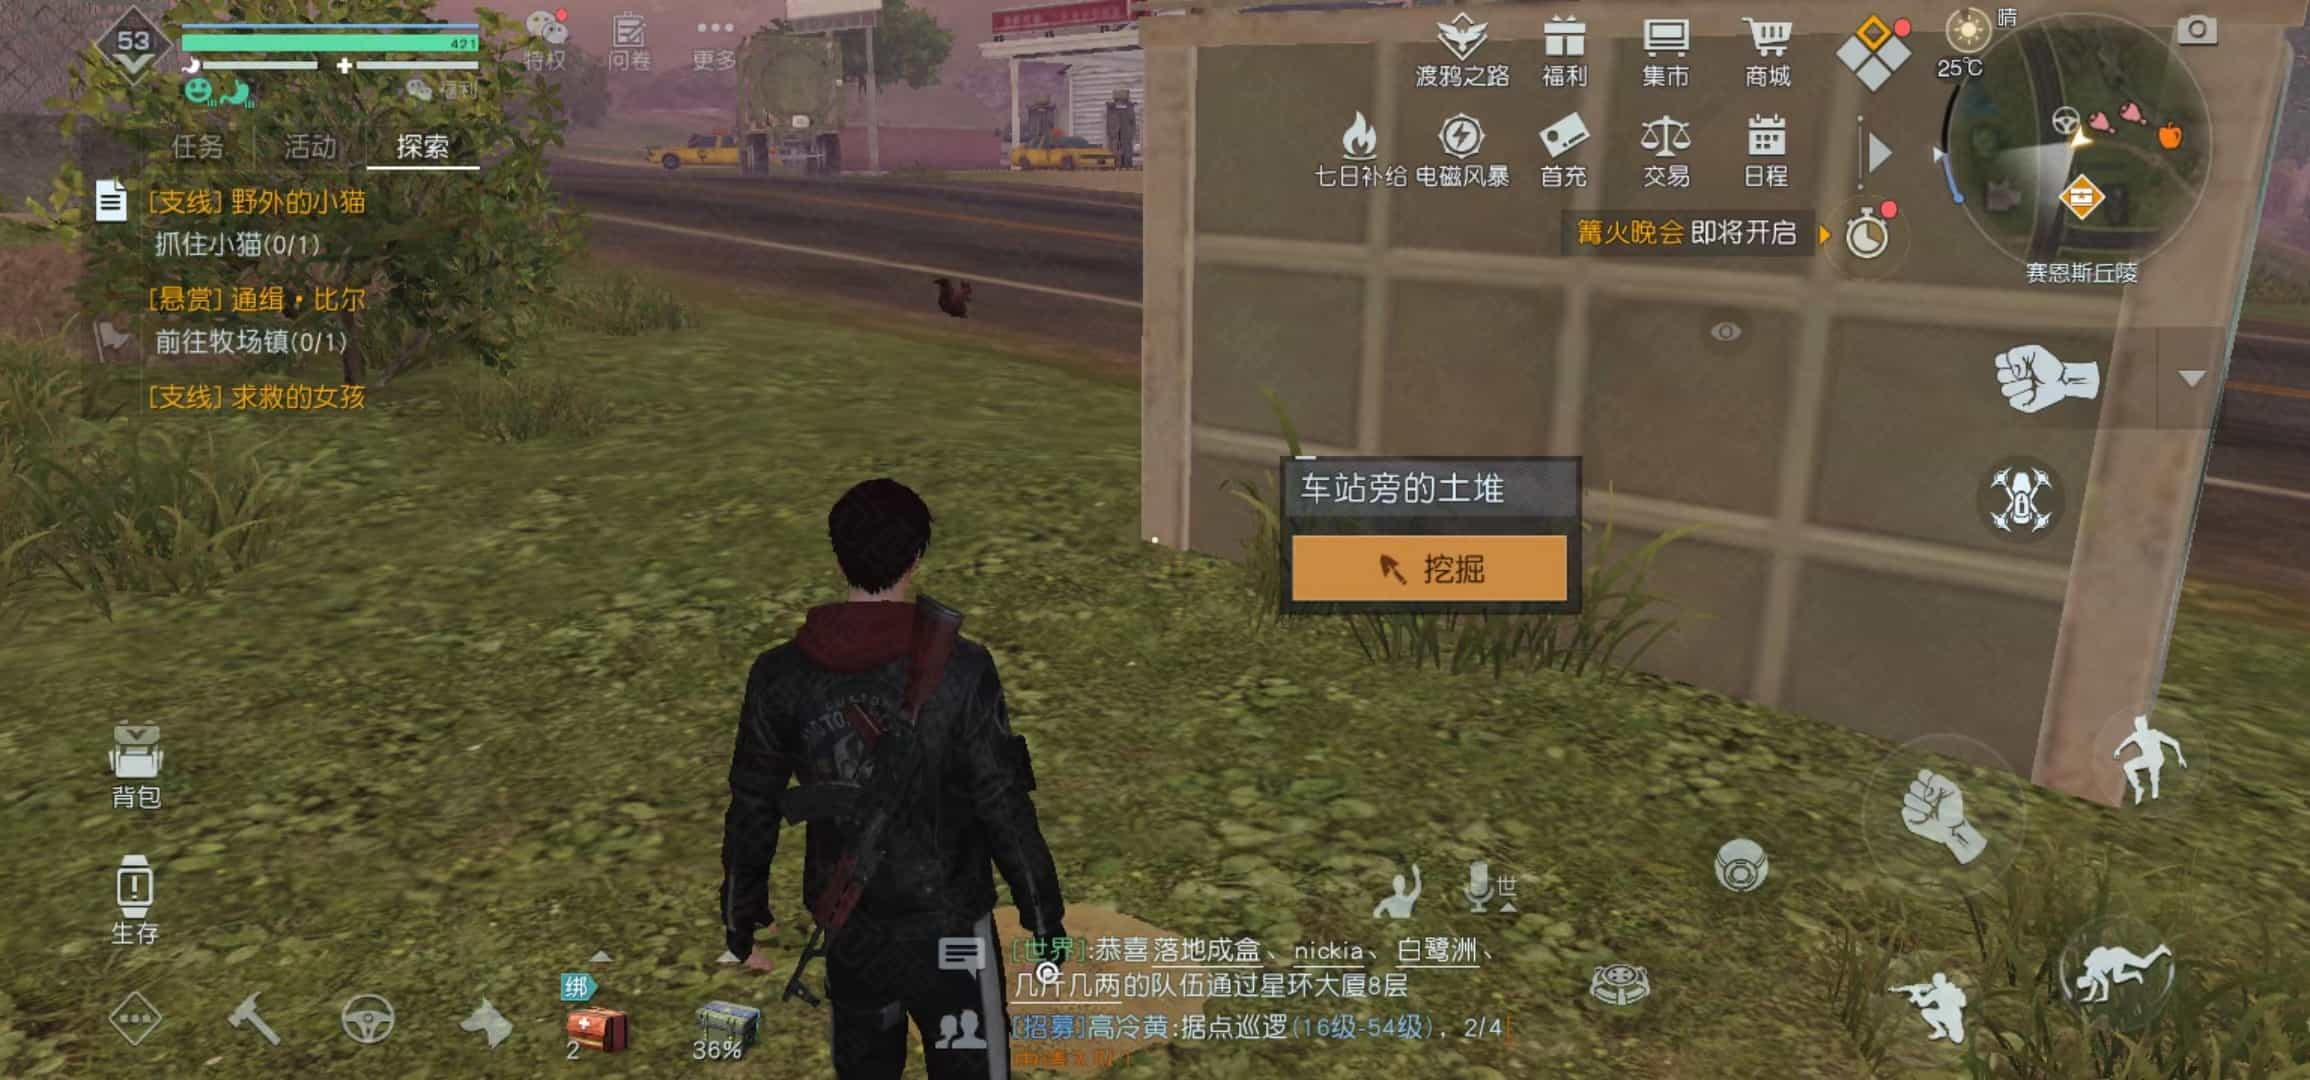 53
421
特权
问卷
更多
福利
任务
活动
探索
[支线] 野外的小猫
抓住小猫(0/1)
[悬赏] 通缉·比尔
前往牧场镇(0/1)
[支线] 求救的女孩
渡鸦之路
福利
集市
商城
七日补给
电磁风暴
首充
交易
日程
篝火晚会 即将开启
晴
25℃
赛恩斯丘陵
车站旁的土堆
挖掘
背包
生存
绑
2
36%
世
[世界]:恭喜落地成盒、nickia、白鹭洲、
几斤几两的队伍通过星环大厦8层
[招募]高冷黄:据点巡逻(16级-54级)，2/4